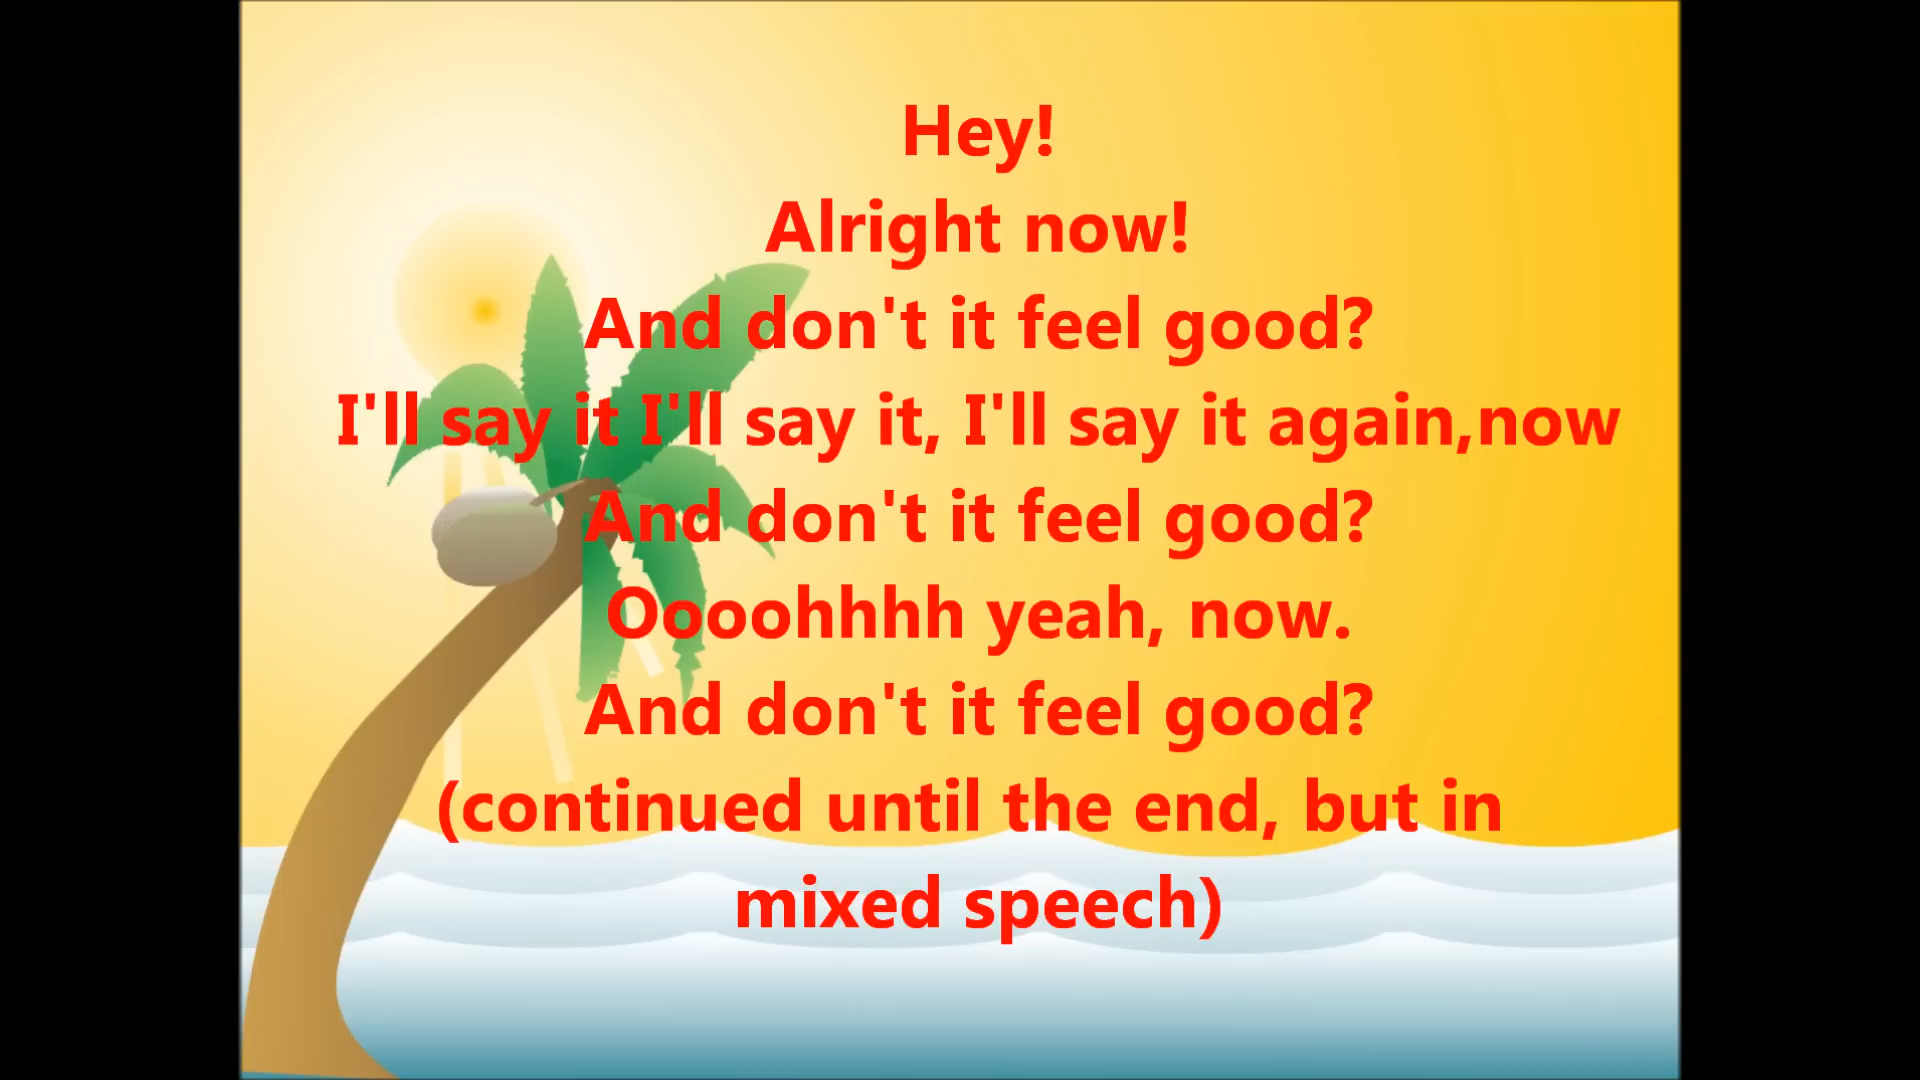 Hey!
Alright now!
And don't it feel good?
I'll say it I'll say it, I'll say it again,now
And don't it feel good?
Oooohhhh yeah, now.
And don't it feel good?
(continued until the end, but in
mixed speech)